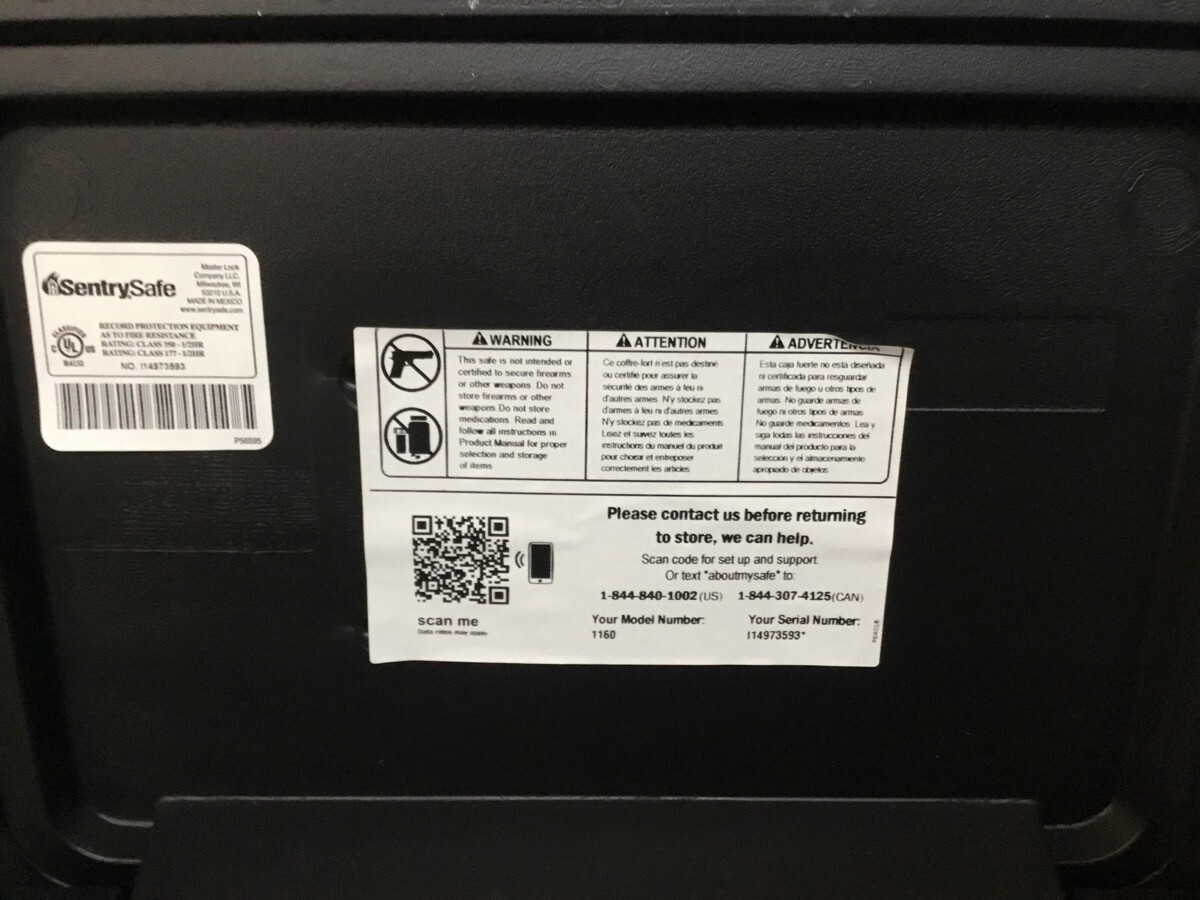 SentrySafe
Master Lock
Company LLC.
Milwaukee, WI
53210 U.S.A.
MADE IN MEXICO
www.sentrysafe.com
CLASSIFIED
C UL US
RECORD PROTECTION EQUIPMENT
AS TO FIRE RESISTANCE
RATING: CLASS 350 - 1/2HR
RATING: CLASS 177 - 1/2HR
NO. I14973593
WARNING
This safe is not intended or
certified to secure firearms
or other weapons. Do not
store firearms or other
weapons. Do not store
medications. Read and
follow all instructions in
Product Manual for proper
selection and storage
of items
ATTENTION
Ce coffre-fort n'est pas destiné
ou certifié pour assurer la
sécurité des armes à feu ni
d'autres armes. N'y stockez pas
d'armes à feu ni d'autres armes
N'y stockez pas de médicaments
Lisez et suivez toutes les
instructions du manuel du produit
pour choisir et entreposer
correctement les articles
ADVERTENCIA
Esta caja fuerte no está diseñada
ni certificada para resguardar
armas de fuego u otros tipos de
armas. No guarde armas de
fuego ni otros tipos de armas
No guarde medicamentos. Lea y
siga todas las instrucciones del
manual del producto para la
selección y el almacenamiento
apropiado de objetos
scan me
Data rates may apply
Please contact us before returning
to store, we can help.
Scan code for set up and support.
Or text "aboutmysafe" to:
1-844-840-1002 (US) 1-844-307-4125(CAN)
Your Model Number: Your Serial Number:
1160 I14973593*